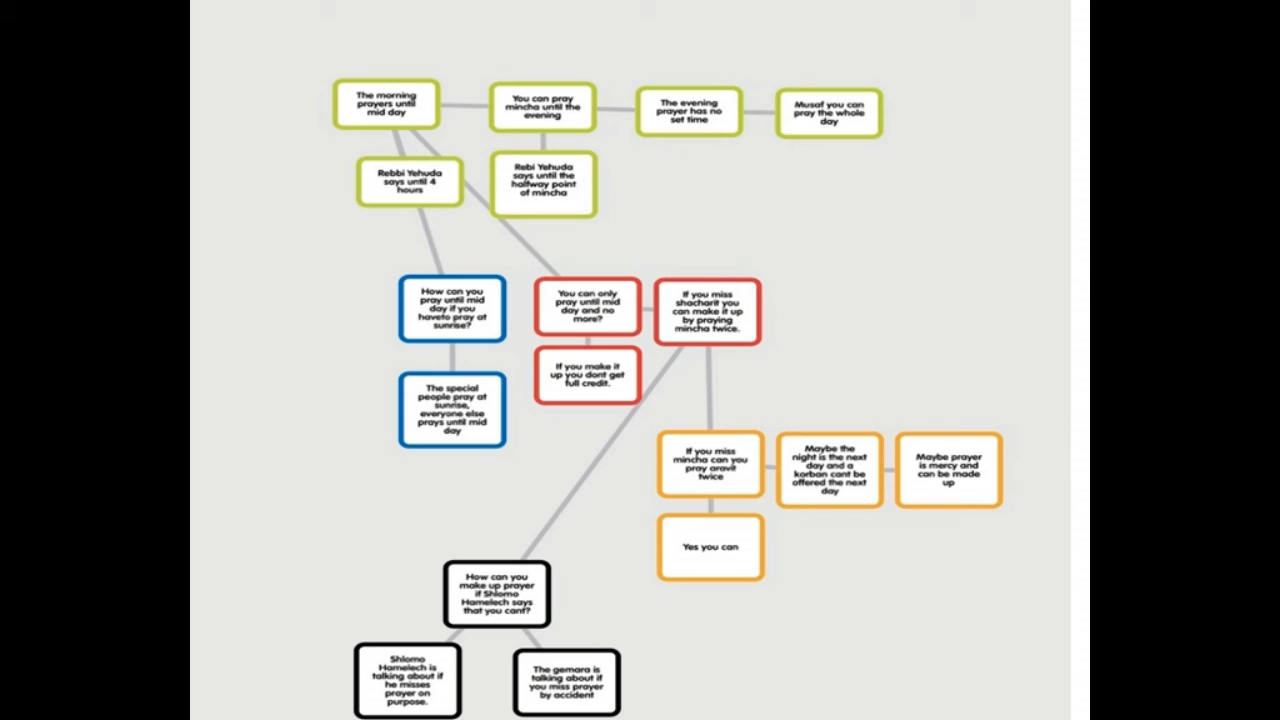 The morning
prayers until
mid day
You can pray
mincha until the
evening
The evening
prayer has no
set time
Musaf you can
pray the whole
day
Rebbi Yehuda
says until 4
hours
Rebi Yehuda
says until the
halfway point
of mincha
How can you
pray until mid
day if you
haveto pray at
sunrise?
You can only
pray until mid
day and no
more?
If you miss
shacharit you
can make it up
by praying
mincha twice.
If you make it
up you dont get
full credit.
The special
people pray at
sunrise,
everyone else
prays until mid
day
If you miss
mincha can you
pray aravit
twice
Maybe the
night is the next
day and a
korban cant be
offered the next
day
Maybe prayer
is mercy and
can be made
up
Yes you can
How can you
make up prayer
if Shlomo
Hamelech says
that you cant?
Shlomo
Hamelech is
talking about if
he misses
prayer on
purpose.
The gemara is
talking about if
you miss prayer
by accident